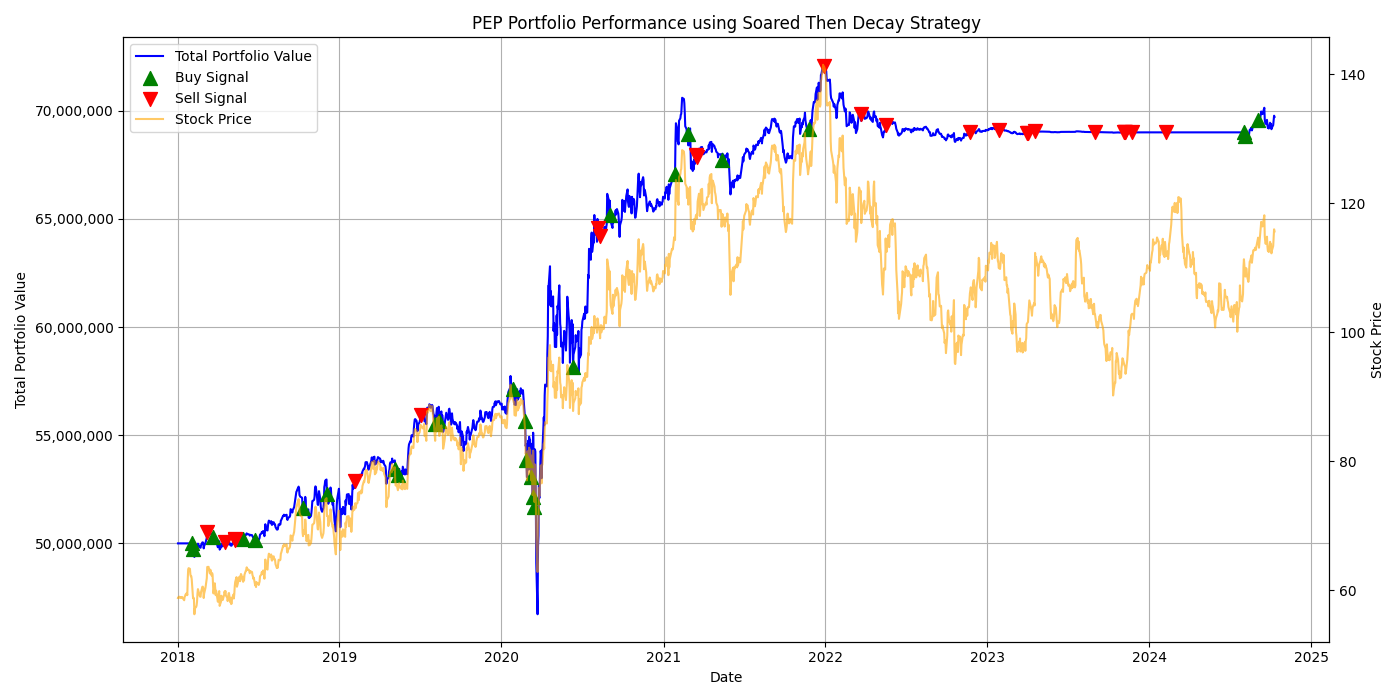 PEP Portfolio Performance using Soared Then Decay Strategy
Total Portfolio Value
Buy Signal
Sell Signal
Stock Price
70,000,000
65,000,000
60,000,000
55,000,000
50,000,000
Total Portfolio Value
140
120
100
80
60
Stock Price
2018
2019
2020
2021
2022
2023
2024
2025
Date